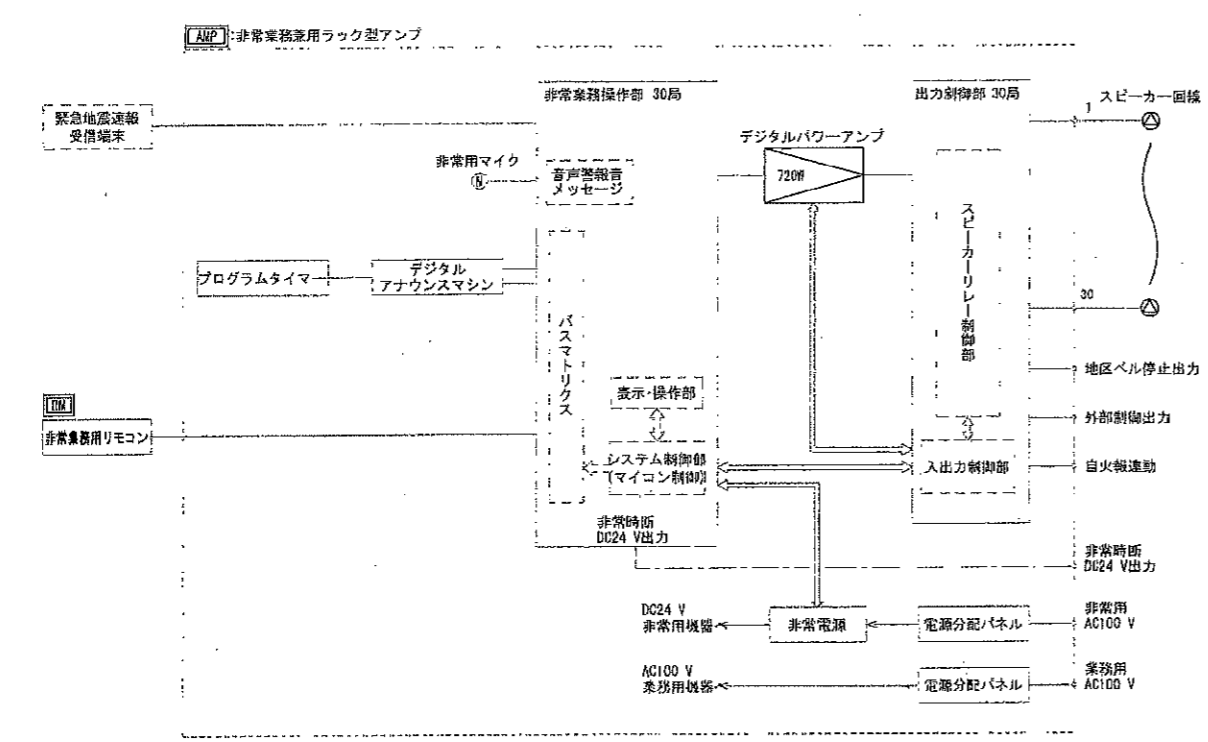 AMP :非常業務兼用ラック型アンプ
非常業務操作部 30局
出力制御部 30局
スピーカー回線
1
緊急地震速報
受信端末
デジタルパワーアンプ
720W
非常用マイク
音声警報音
メッセージ
スピーカーリレー制御部
プログラムタイマ
デジタル
アナウンスマシン
30
バスマトリクス
地区ベル停止出力
表示・操作部
外部制御出力
非常業務用リモコン
システム制御部
(マイコン制御)
入出力制御部
自火報連動
非常時断
DC24 V出力
非常時断
DC24 V出力
DC24 V
非常用機器
非常電源
電源分配パネル
非常用
AC100 V
AC100 V
業務用機器
電源分配パネル
業務用
AC100 V